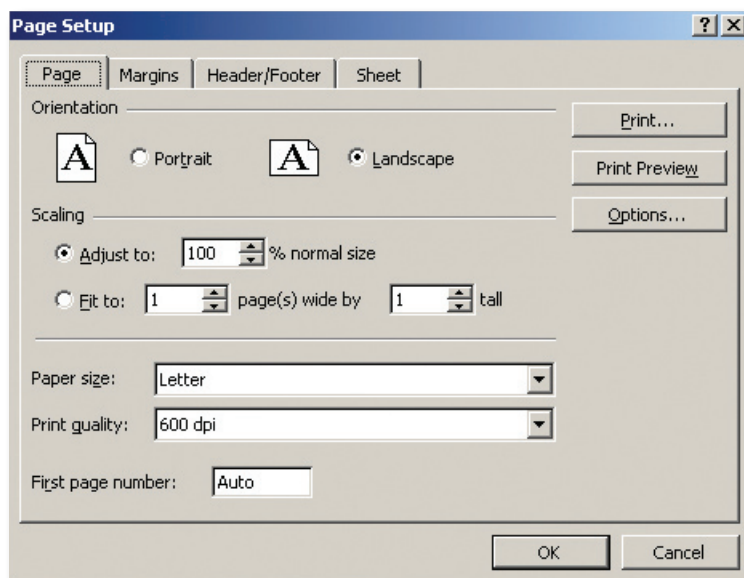 Page Setup
Page Margins Header/Footer Sheet
Orientation
Print...
A Portrait A Landscape
Print Preview
Scaling
Options...
Adjust to: 100 % normal size
Fit to: 1 page(s) wide by 1 tall
Paper size: Letter
Print quality: 600 dpi
First page number: Auto
OK Cancel